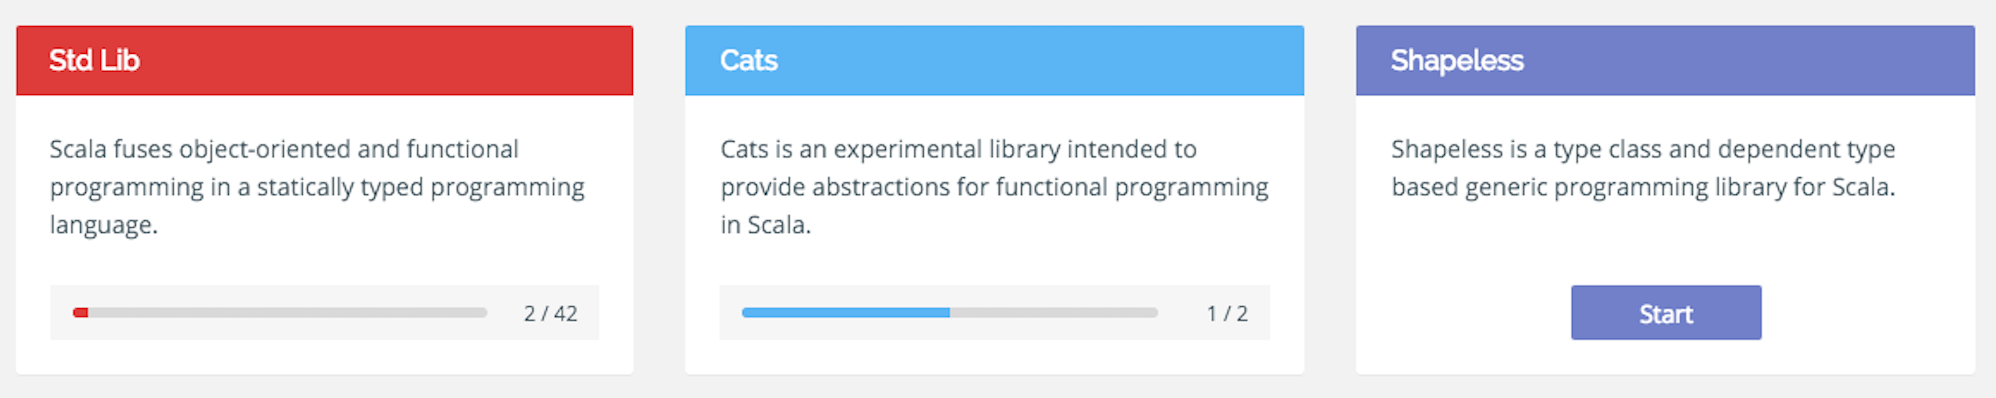 Std Lib
Scala fuses object-oriented and functional
programming in a statically typed programming
language.
2 / 42
Cats
Cats is an experimental library intended to
provide abstractions for functional programming
in Scala.
1 / 2
Shapeless
Shapeless is a type class and dependent type
based generic programming library for Scala.
Start